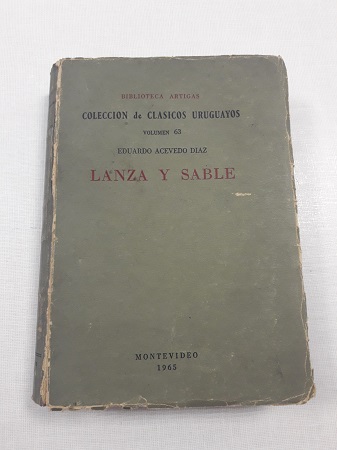 BIBLIOTECA ARTIGAS
COLECCION de CLASICOS URUGUAYOS
VOLUMEN 63
EDUARDO ACEVEDO DIAZ
LANZA Y SABLE
MONTEVIDEO
1965